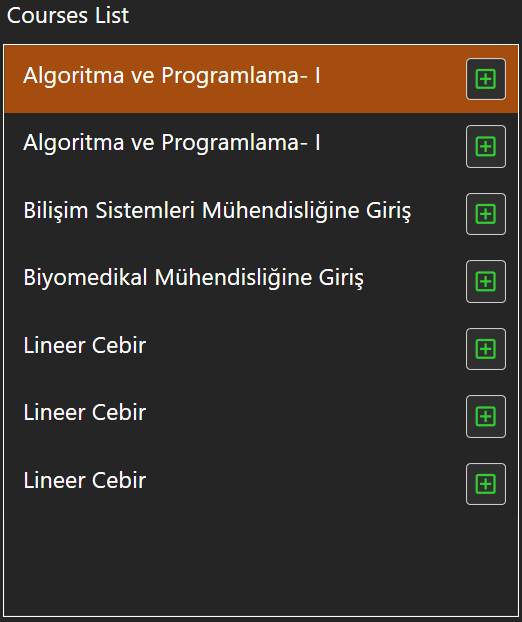 Courses List
Algoritma ve Programlama- I
Algoritma ve Programlama- I
Bilişim Sistemleri Mühendisliğine Giriş
Biyomedikal Mühendisliğine Giriş
Lineer Cebir
Lineer Cebir
Lineer Cebir